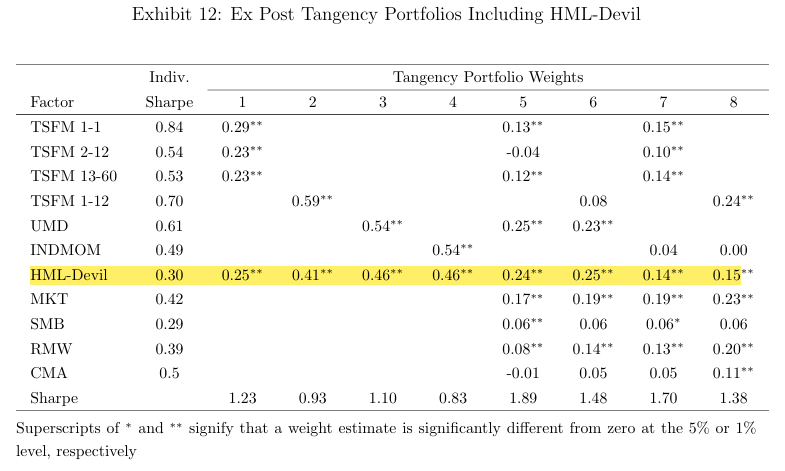 Exhibit 12: Ex Post Tangency Portfolios Including HML-Devil
Indiv. Tangency Portfolio Weights
Factor Sharpe 1 2 3 4 5 6 7 8
TSFM 1-1 0.84 0.29** 0.13** 0.15**
TSFM 2-12 0.54 0.23** -0.04 0.10**
TSFM 13-60 0.53 0.23** 0.12** 0.14**
TSFM 1-12 0.70 0.59** 0.08 0.24**
UMD 0.61 0.54** 0.25** 0.23**
INDMOM 0.49 0.54** 0.04 0.00
HML-Devil 0.30 0.25** 0.41** 0.46** 0.46** 0.24** 0.25** 0.14** 0.15**
MKT 0.42 0.17** 0.19** 0.19** 0.23**
SMB 0.29 0.06** 0.06 0.06* 0.06
RMW 0.39 0.08** 0.14** 0.13** 0.20**
CMA 0.5 -0.01 0.05 0.05 0.11**
Sharpe 1.23 0.93 1.10 0.83 1.89 1.48 1.70 1.38
Superscripts of * and ** signify that a weight estimate is significantly different from zero at the 5% or 1%
level, respectively